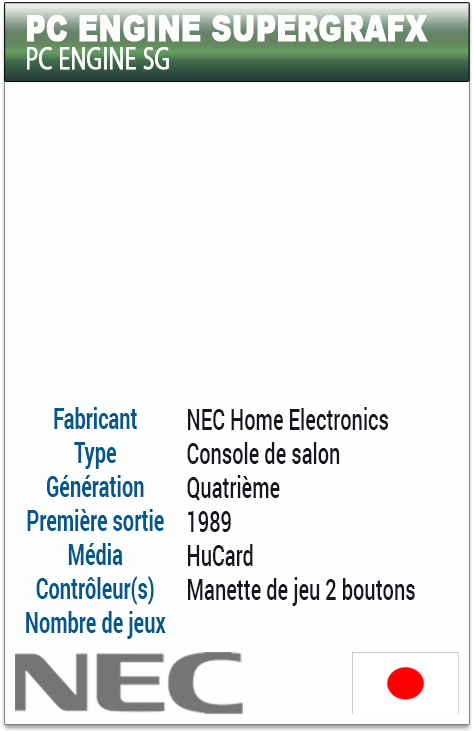 PC ENGINE SUPERGRAFX
PC ENGINE SG
Fabricant NEC Home Electronics
Type Console de salon
Génération Quatrième
Première sortie 1989
Média HuCard
Contrôleur(s) Manette de jeu 2 boutons
Nombre de jeux
NEC